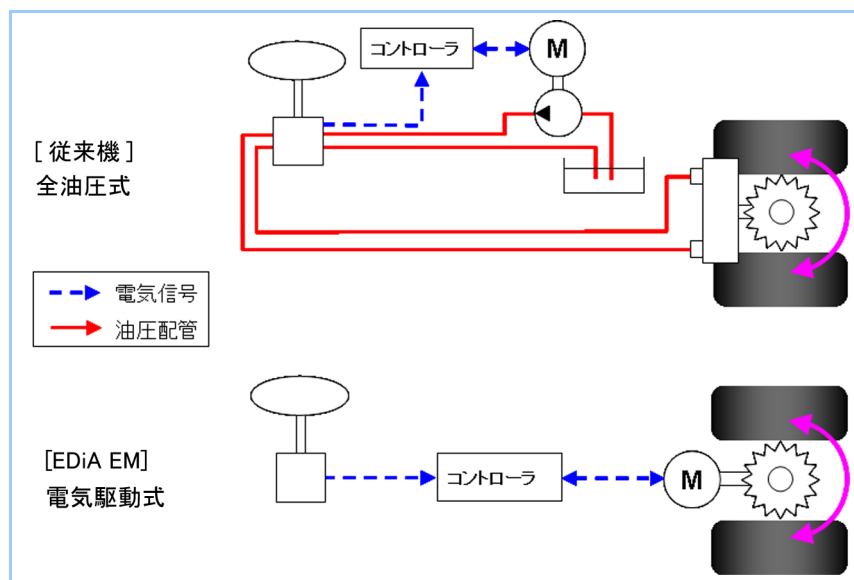 コントローラ
M
[ 従来機 ]
全油圧式
電気信号
油圧配管
[EDiA EM]
電気駆動式
コントローラ
M